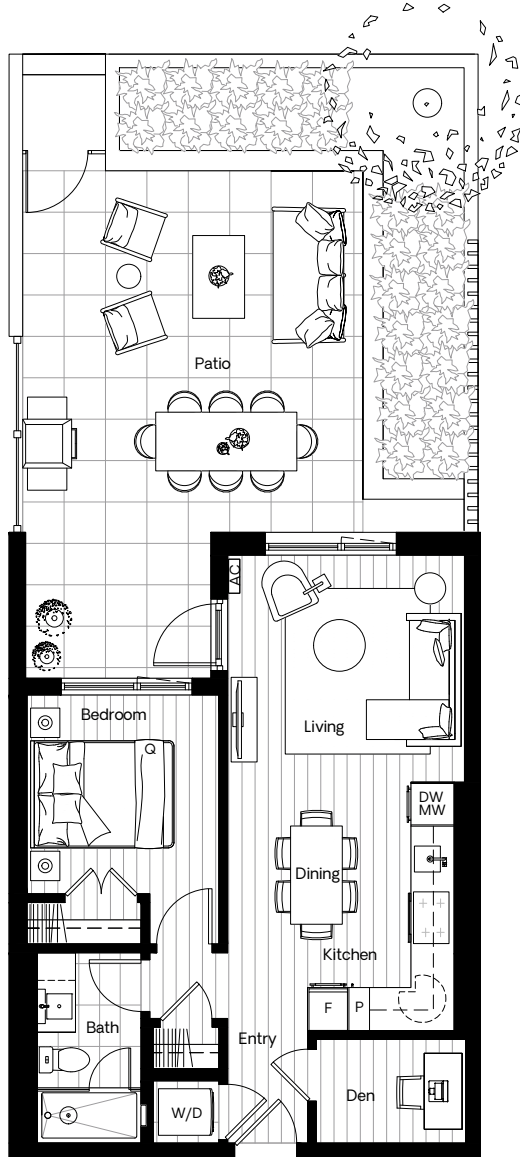 Patio
AC
Bedroom
Q
Living
DW
MW
Dining
Kitchen
F
P
Bath
Entry
W/D
Den